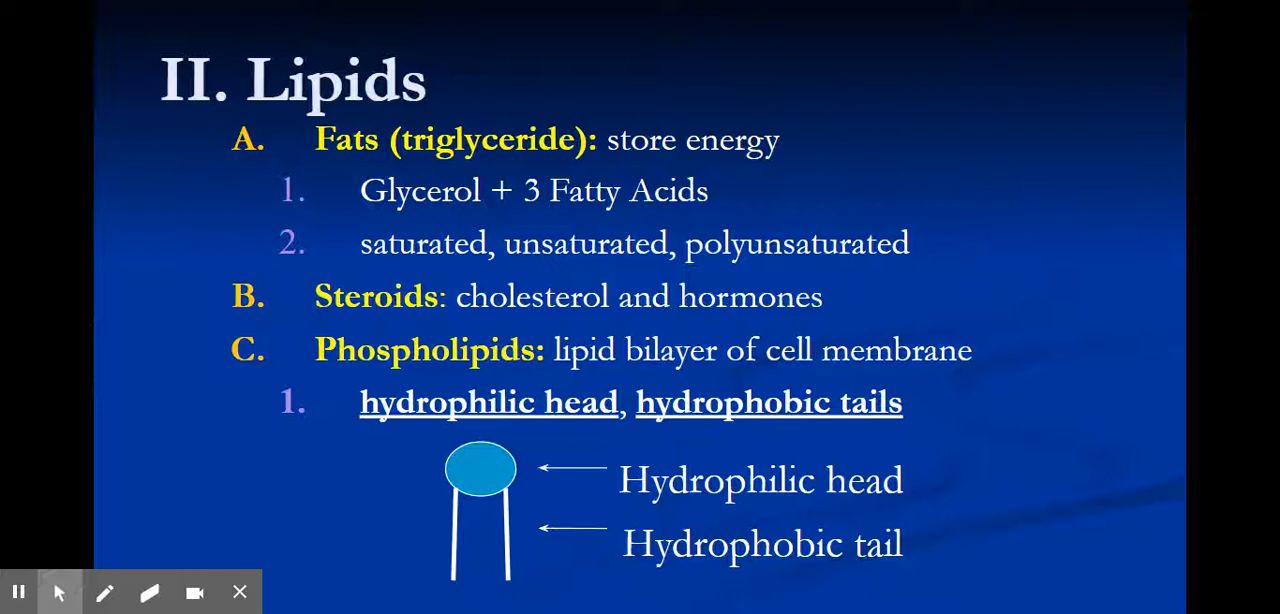 II. Lipids
A. Fats (triglyceride): store energy
1. Glycerol + 3 Fatty Acids
2. saturated, unsaturated, polyunsaturated
B. Steroids: cholesterol and hormones
C. Phospholipids: lipid bilayer of cell membrane
1. hydrophilic head, hydrophobic tails
Hydrophilic head
Hydrophobic tail